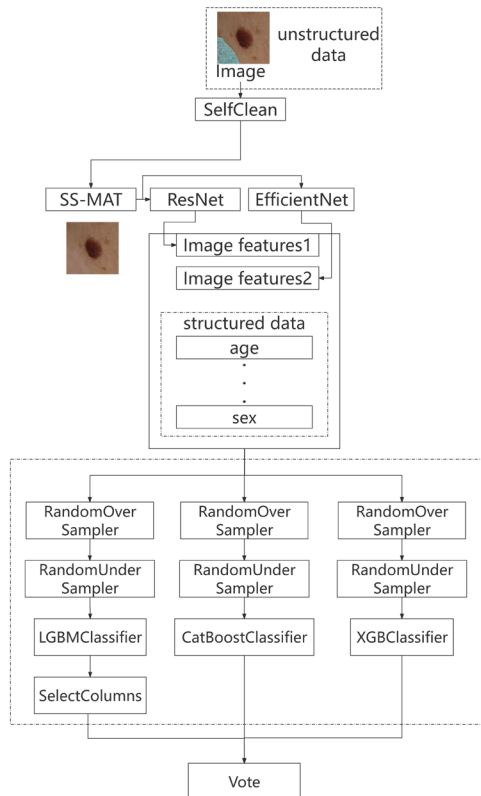 unstructured
data
Image
SelfClean
SS-MAT
ResNet
EfficientNet
Image features1
Image features2
structured data
age
sex
RandomOver
Sampler
RandomOver
Sampler
RandomOver
Sampler
RandomUnder
Sampler
RandomUnder
Sampler
RandomUnder
Sampler
LGBMClassifier
CatBoostClassifier
XGBClassifier
SelectColumns
Vote